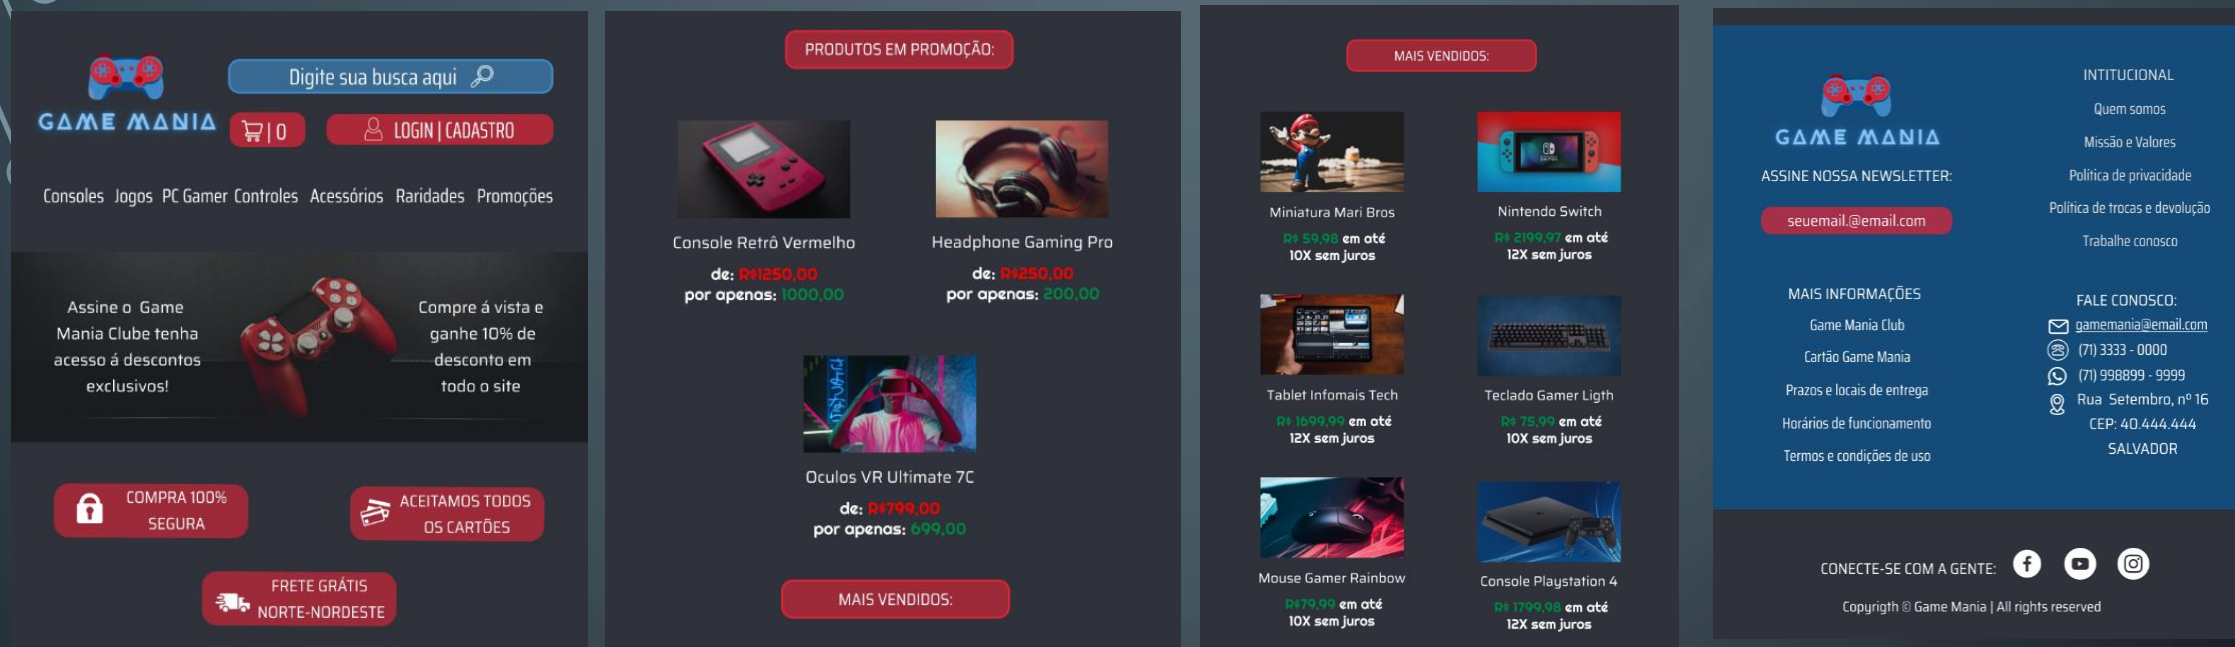 Digite sua busca aqui
GAME MANIA
| 0
LOGIN | CADASTRO
Consoles Jogos PC Gamer Controles Acessórios Raridades Promoções
Assine o Game
Mania Clube tenha
acesso á descontos
exclusivos!
Compre á vista e
ganhe 10% de
desconto em
todo o site
COMPRA 100%
SEGURA
ACEITAMOS TODOS
OS CARTÕES
FRETE GRÁTIS
NORTE-NORDESTE
PRODUTOS EM PROMOÇÃO:
Console Retrô Vermelho
de: R$1250,00
por apenas: 1000,00
Headphone Gaming Pro
de: R$250,00
por apenas: 200,00
Oculos VR Ultimate 7C
de: R$799,00
por apenas: 699,00
MAIS VENDIDOS:
MAIS VENDIDOS:
Miniatura Mari Bros
R$ 59,98 em até
10X sem juros
Nintendo Switch
R$ 2199,97 em até
12X sem juros
Tablet Infomais Tech
R$ 1699,99 em até
12X sem juros
Teclado Gamer Ligth
R$ 75,99 em até
10X sem juros
Mouse Gamer Rainbow
R$79,99 em até
10X sem juros
Console Playstation 4
R$ 1799,98 em até
12X sem juros
GAME MANIA
ASSINE NOSSA NEWSLETTER:
seuemail.@email.com
INTITUCIONAL
Quem somos
Missão e Valores
Política de privacidade
Política de trocas e devolução
Trabalhe conosco
MAIS INFORMAÇÕES
Game Mania Club
Cartão Game Mania
Prazos e locais de entrega
Horários de funcionamento
Termos e condições de uso
FALE CONOSCO:
gamemania@email.com
(71) 3333 - 0000
(71) 998899 - 9999
Rua Setembro, nº 16
CEP: 40.444.444
SALVADOR
CONECTE-SE COM A GENTE:
Copyrigth © Game Mania | All rights reserved